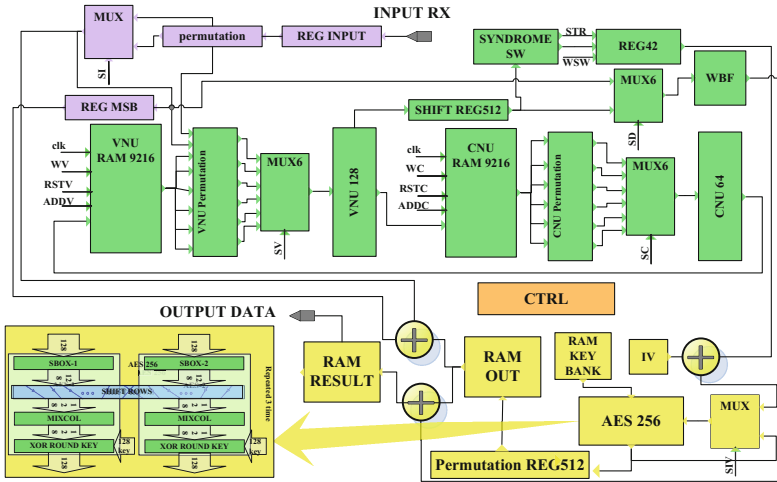 INPUT RX
MUX
permutation
REG INPUT
SYNDROME
SW
STR
WSW
REG42
SI
REG MSB
SHIFT REG512
MUX6
WBF
SD
clk
WV
RSTV
ADDV
VNU
RAM 9216
VNU Permutation
MUX6
SV
VNU 128
clk
WC
RSTC
ADDC
CNU
RAM 9216
CNU Permutation
MUX6
SC
CNU 64
CTRL
OUTPUT DATA
RAM
RESULT
RAM
OUT
RAM
KEY
BANK
IV
AES 256
MUX
SIV
Permutation REG512
128
128
SBOX-1
AES 256
SBOX-2
SHIFT ROWS
MIXCOL
MIXCOL
XOR ROUND KEY
128
key
XOR ROUND KEY
128
key
128
128
Repeated 3 time